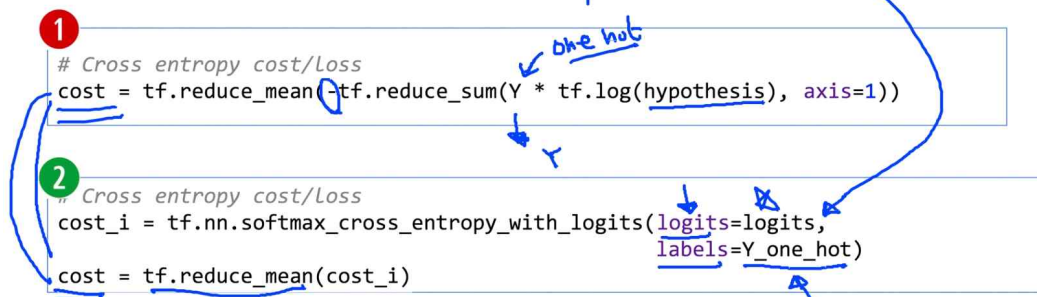 1
one hot
# Cross entropy cost/loss
cost = tf.reduce_mean(-tf.reduce_sum(Y * tf.log(hypothesis), axis=1))
Y
2
# Cross entropy cost/loss
cost_i = tf.nn.softmax_cross_entropy_with_logits(logits=logits,
labels=Y_one_hot)
cost = tf.reduce_mean(cost_i)